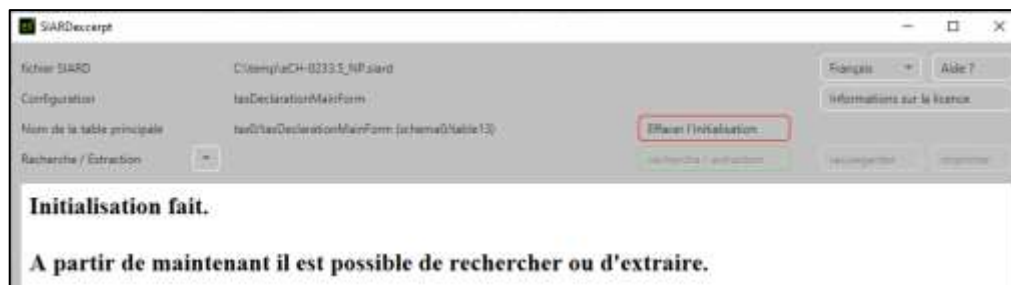 SIARDexcerpt
fichier SIARD C:\temp\eCH-0233.5_NP.siard Français Aide ?
Configuration taxDeclarationMainForm Informations sur la licence
Nom de la table principale tax0/taxDeclarationMainForm (schema0/table13) Effacer l'initialisation
Recherche / Extraction recherche / extraction sauvegarder imprimer
Initialisation fait.
A partir de maintenant il est possible de rechercher ou d'extraire.